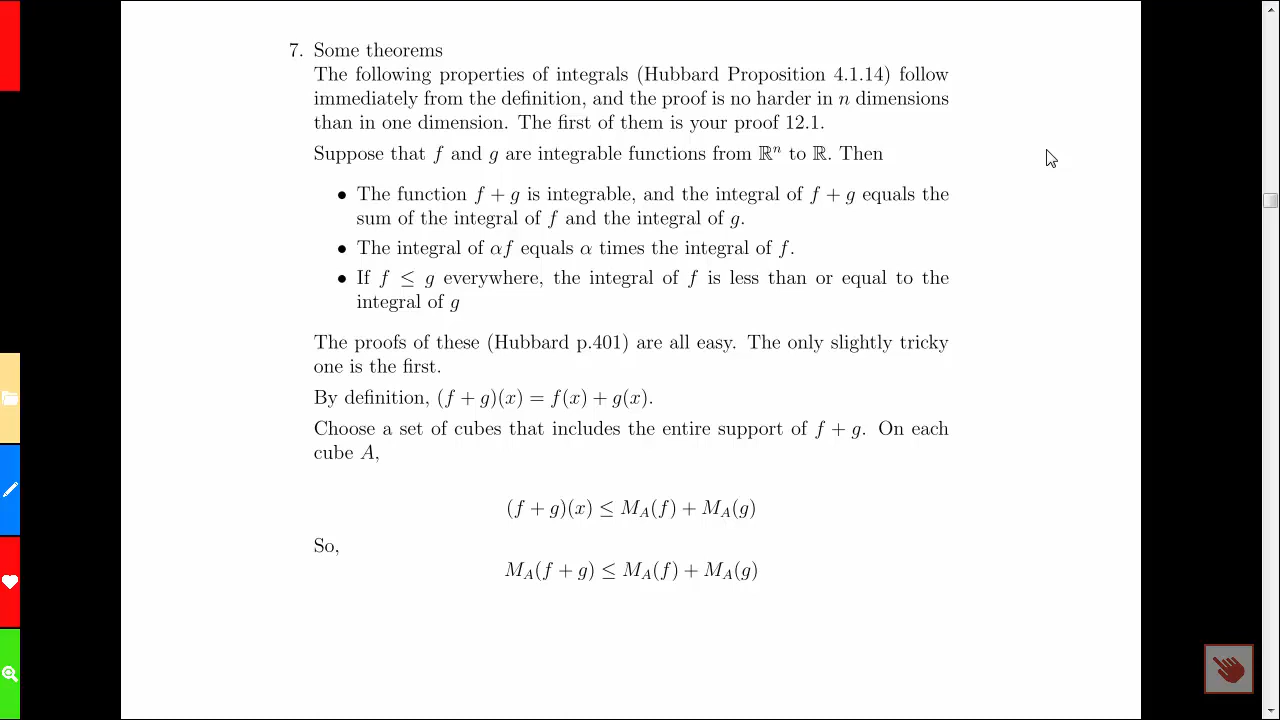 7. Some theorems
The following properties of integrals (Hubbard Proposition 4.1.14) follow
immediately from the definition, and the proof is no harder in n dimensions
than in one dimension. The first of them is your proof 12.1.
Suppose that f and g are integrable functions from ℝⁿ to ℝ. Then
• The function f + g is integrable, and the integral of f + g equals the
sum of the integral of f and the integral of g.
• The integral of αf equals α times the integral of f.
• If f ≤ g everywhere, the integral of f is less than or equal to the
integral of g
The proofs of these (Hubbard p.401) are all easy. The only slightly tricky
one is the first.
By definition, (f + g)(x) = f(x) + g(x).
Choose a set of cubes that includes the entire support of f + g. On each
cube A,
(f + g)(x) ≤ M_A(f) + M_A(g)
So,
M_A(f + g) ≤ M_A(f) + M_A(g)